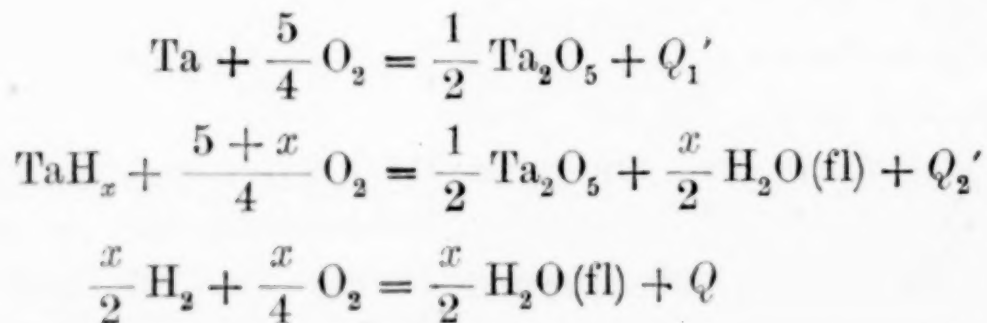 Ta + 5/4 O₂ = 1/2 Ta₂O₅ + Q₁′
TaHₓ + (5 + x)/4 O₂ = 1/2 Ta₂O₅ + x/2 H₂O (fl) + Q₂′
x/2 H₂ + x/4 O₂ = x/2 H₂O (fl) + Q